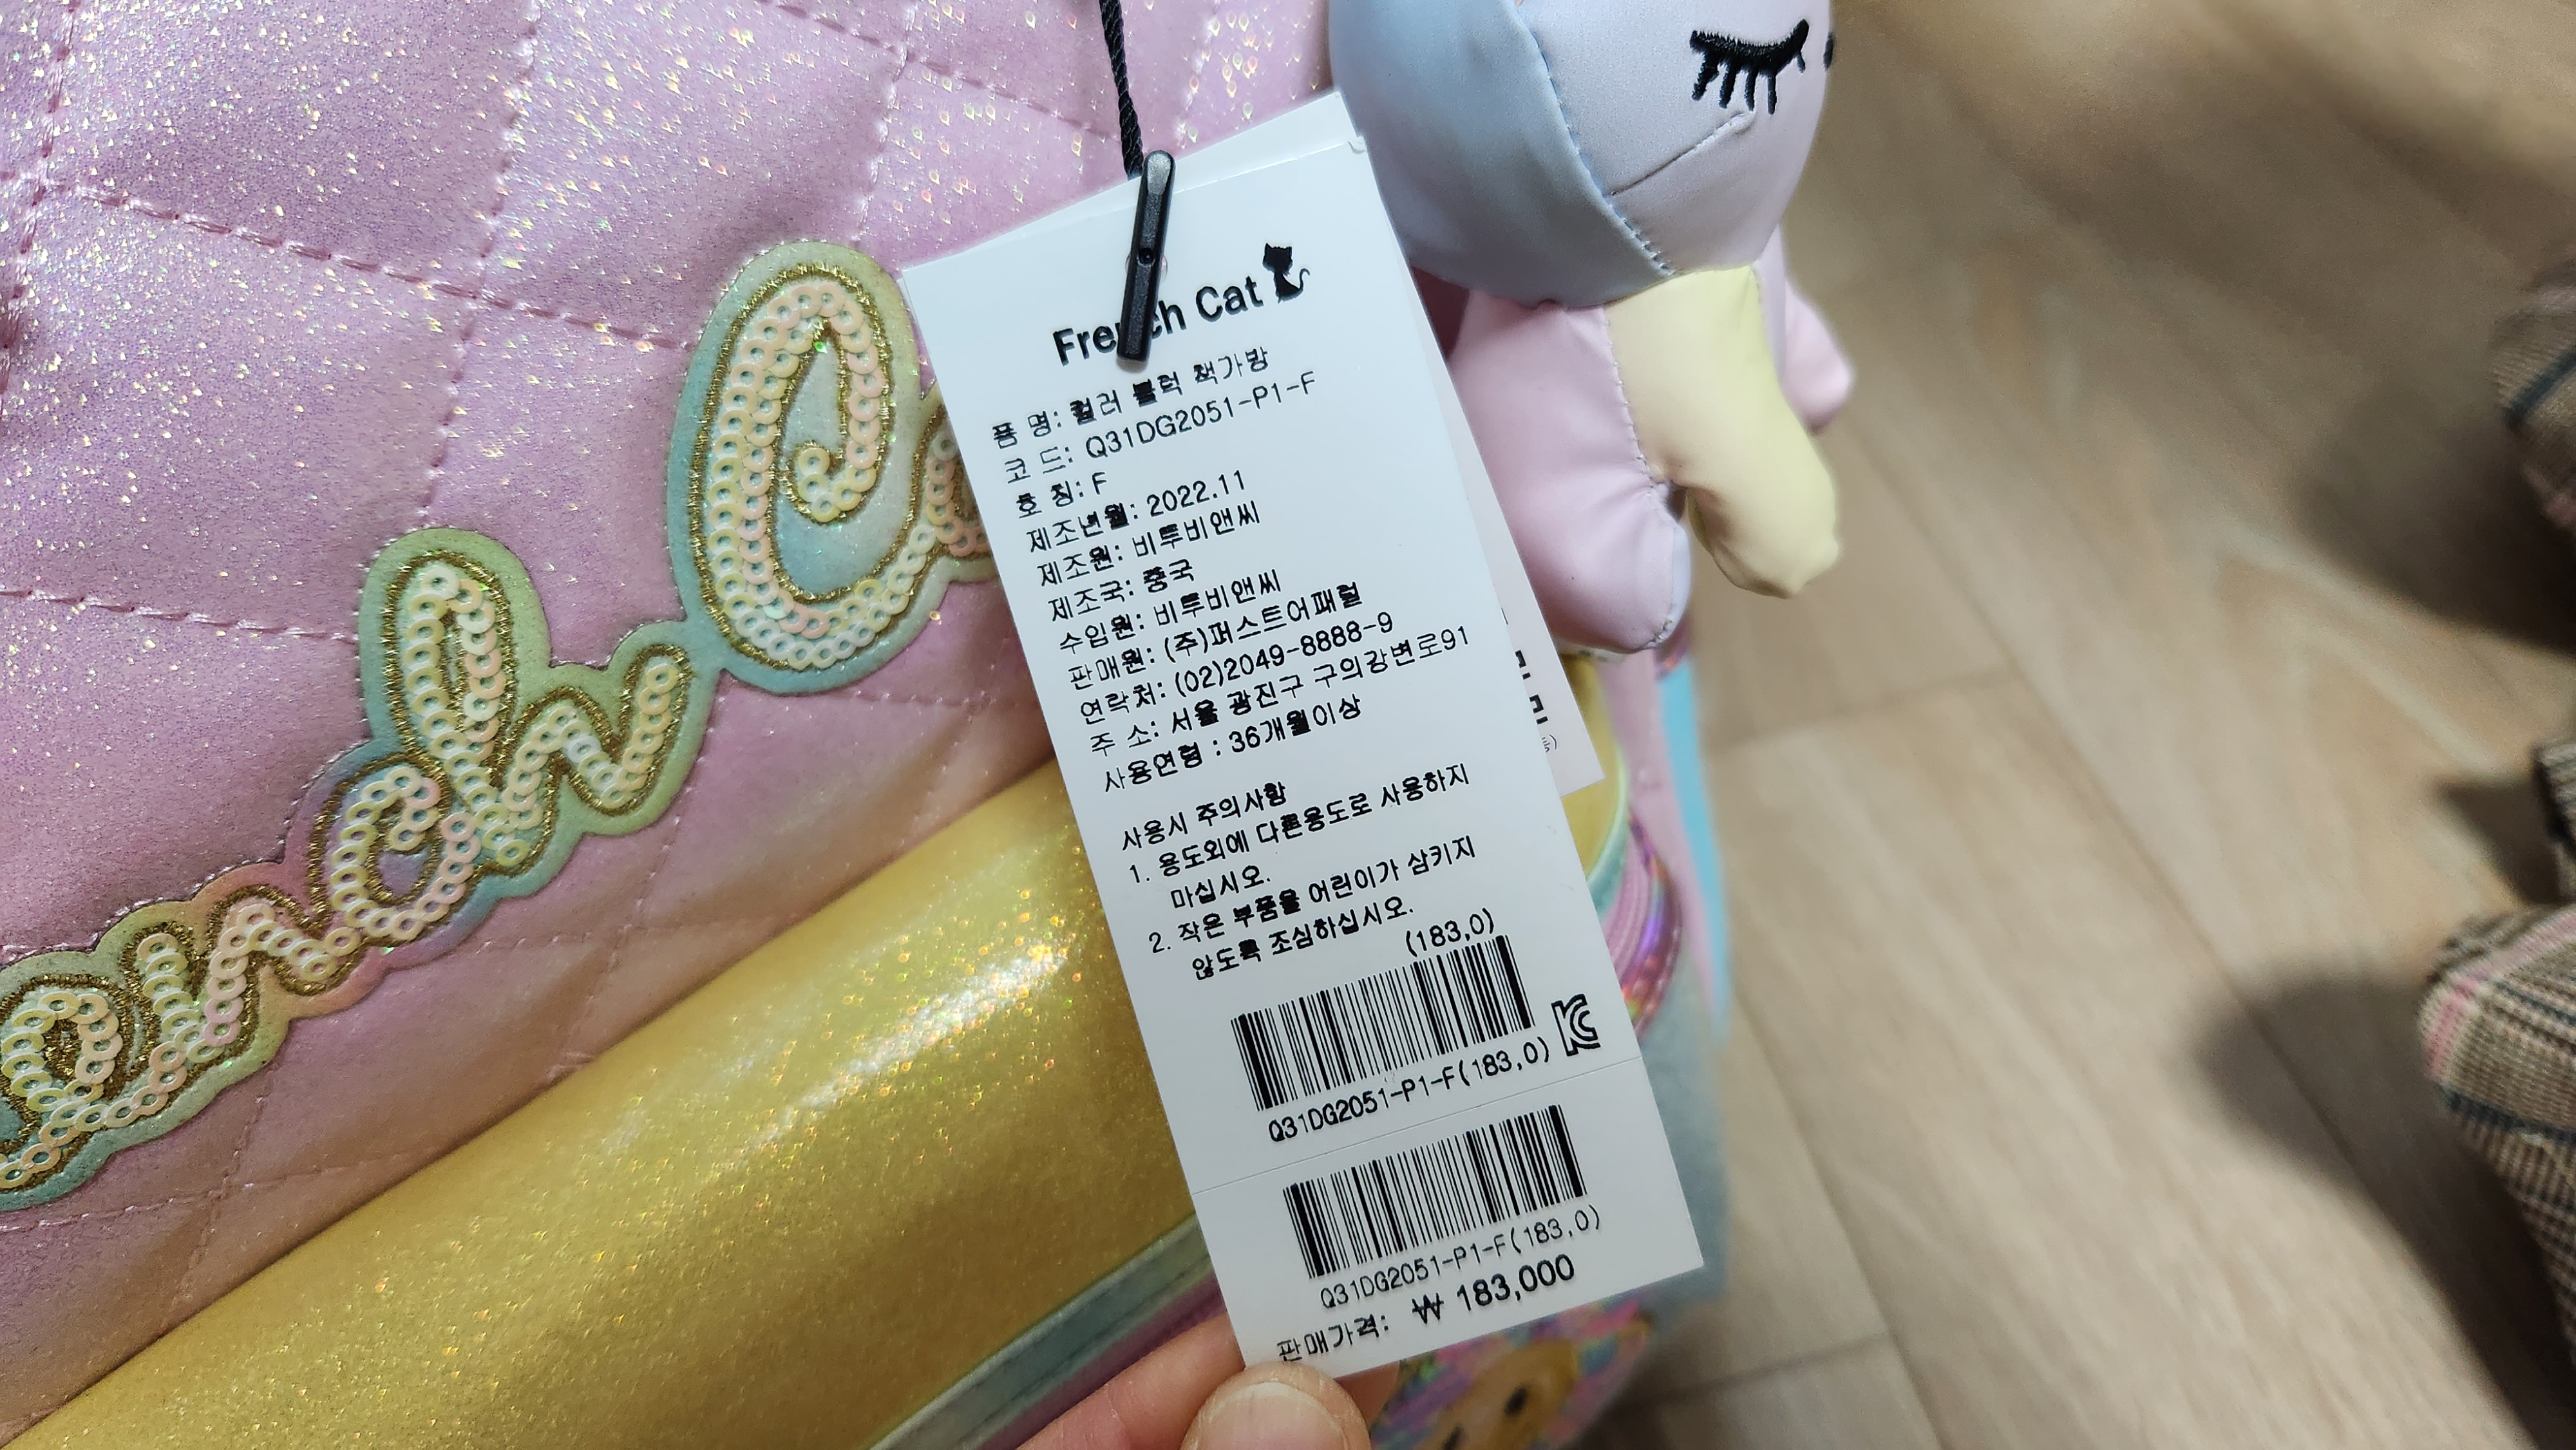 French Cat
품 명: 컬러 블럭 책가방
코 드: Q31DG2051-P1-F
호 칭: F
제조년월: 2022.11
제조원: 비투비앤씨
제조국: 중국
수입원: 비투비앤씨
판매원: (주)퍼스트어패럴
연락처: (02)2049-8888-9
주 소: 서울 광진구 구의강변로91
사용연령 : 36개월이상
사용시 주의사항
1. 용도외에 다른용도로 사용하지
마십시오.
2. 작은 부품을 어린이가 삼키지
않도록 조심하십시오.
(183,0)
Q31DG2051-P1-F(183,0)
Q31DG2051-P1-F(183,0)
판매가격: ₩ 183,000
ench Ca